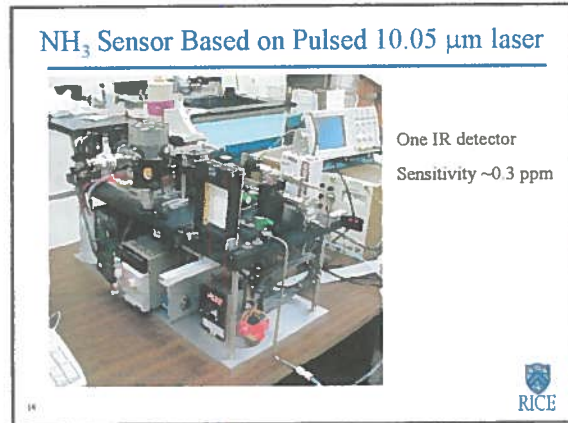 NH₃ Sensor Based on Pulsed 10.05 μm laser
One IR detector
Sensitivity ~0.3 ppm
14
RICE